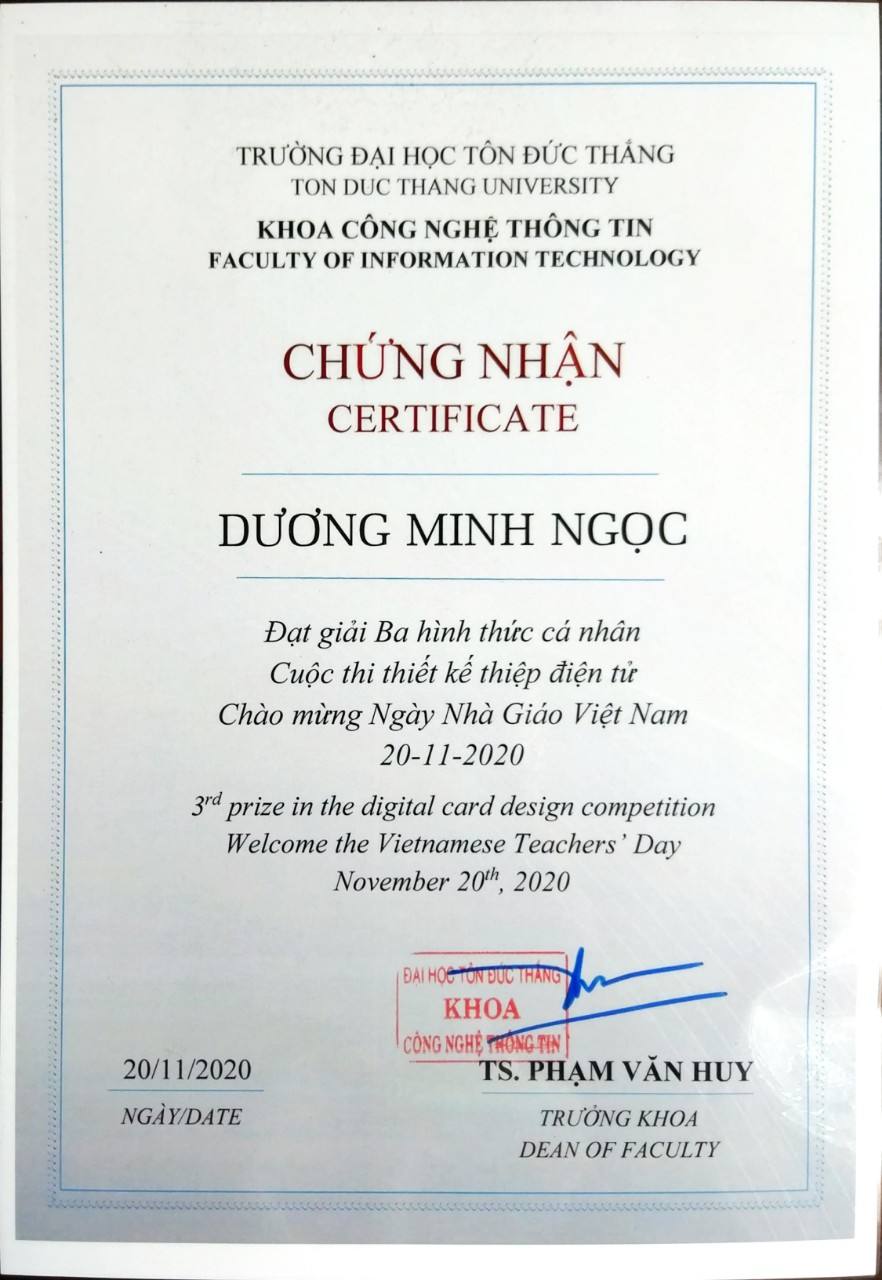 TRƯỜNG ĐẠI HỌC TÔN ĐỨC THẮNG
TON DUC THANG UNIVERSITY
KHOA CÔNG NGHỆ THÔNG TIN
FACULTY OF INFORMATION TECHNOLOGY
CHỨNG NHẬN
CERTIFICATE
DƯƠNG MINH NGỌC
Đạt giải Ba hình thức cá nhân
Cuộc thi thiết kế thiệp điện tử
Chào mừng Ngày Nhà Giáo Việt Nam
20-11-2020
3rd prize in the digital card design competition
Welcome the Vietnamese Teachers' Day
November 20th, 2020
ĐẠI HỌC TÔN ĐỨC THẮNG
KHOA
CÔNG NGHỆ THÔNG TIN
20/11/2020
NGÀY/DATE
TS. PHẠM VĂN HUY
TRƯỞNG KHOA
DEAN OF FACULTY